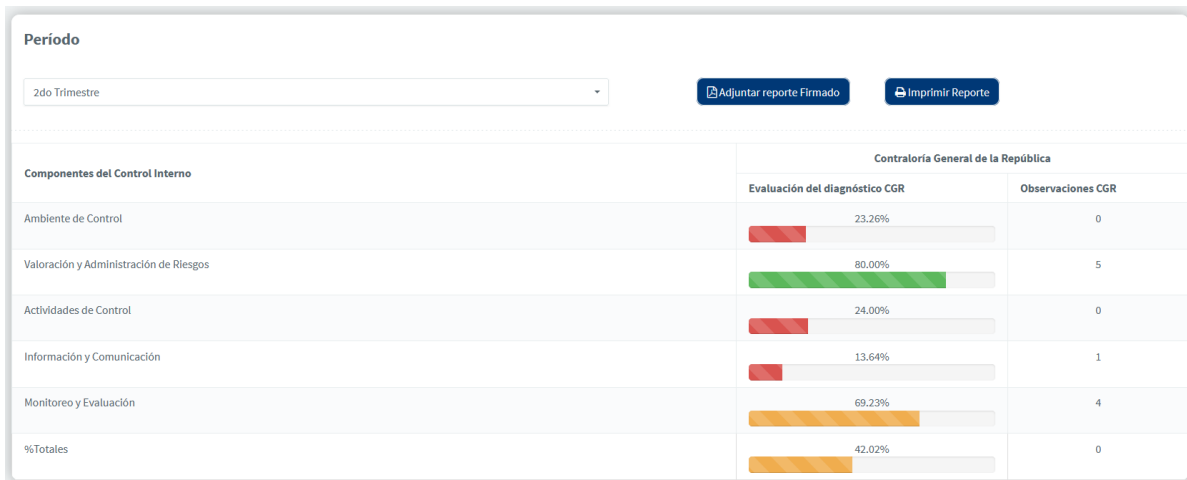 Período
2do Trimestre
Adjuntar reporte Firmado
Imprimir Reporte
Componentes del Control Interno
Contraloría General de la República
Evaluación del diagnóstico CGR
Observaciones CGR
Ambiente de Control 23.26% 0
Valoración y Administración de Riesgos 80.00% 5
Actividades de Control 24.00% 0
Información y Comunicación 13.64% 1
Monitoreo y Evaluación 69.23% 4
%Totales 42.02% 0